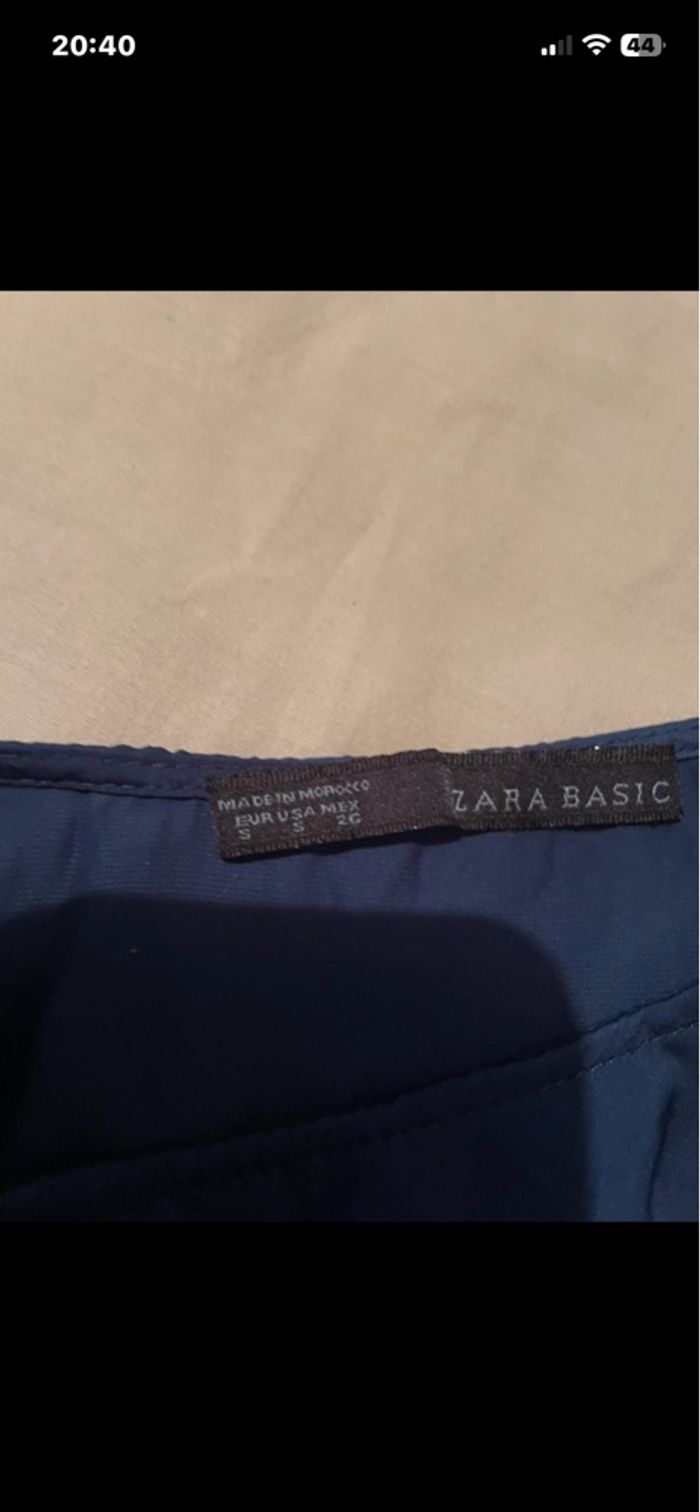 20:40
44
MADE IN MOROCCO
EUR USA MEX
S S 26
ZARA BASIC